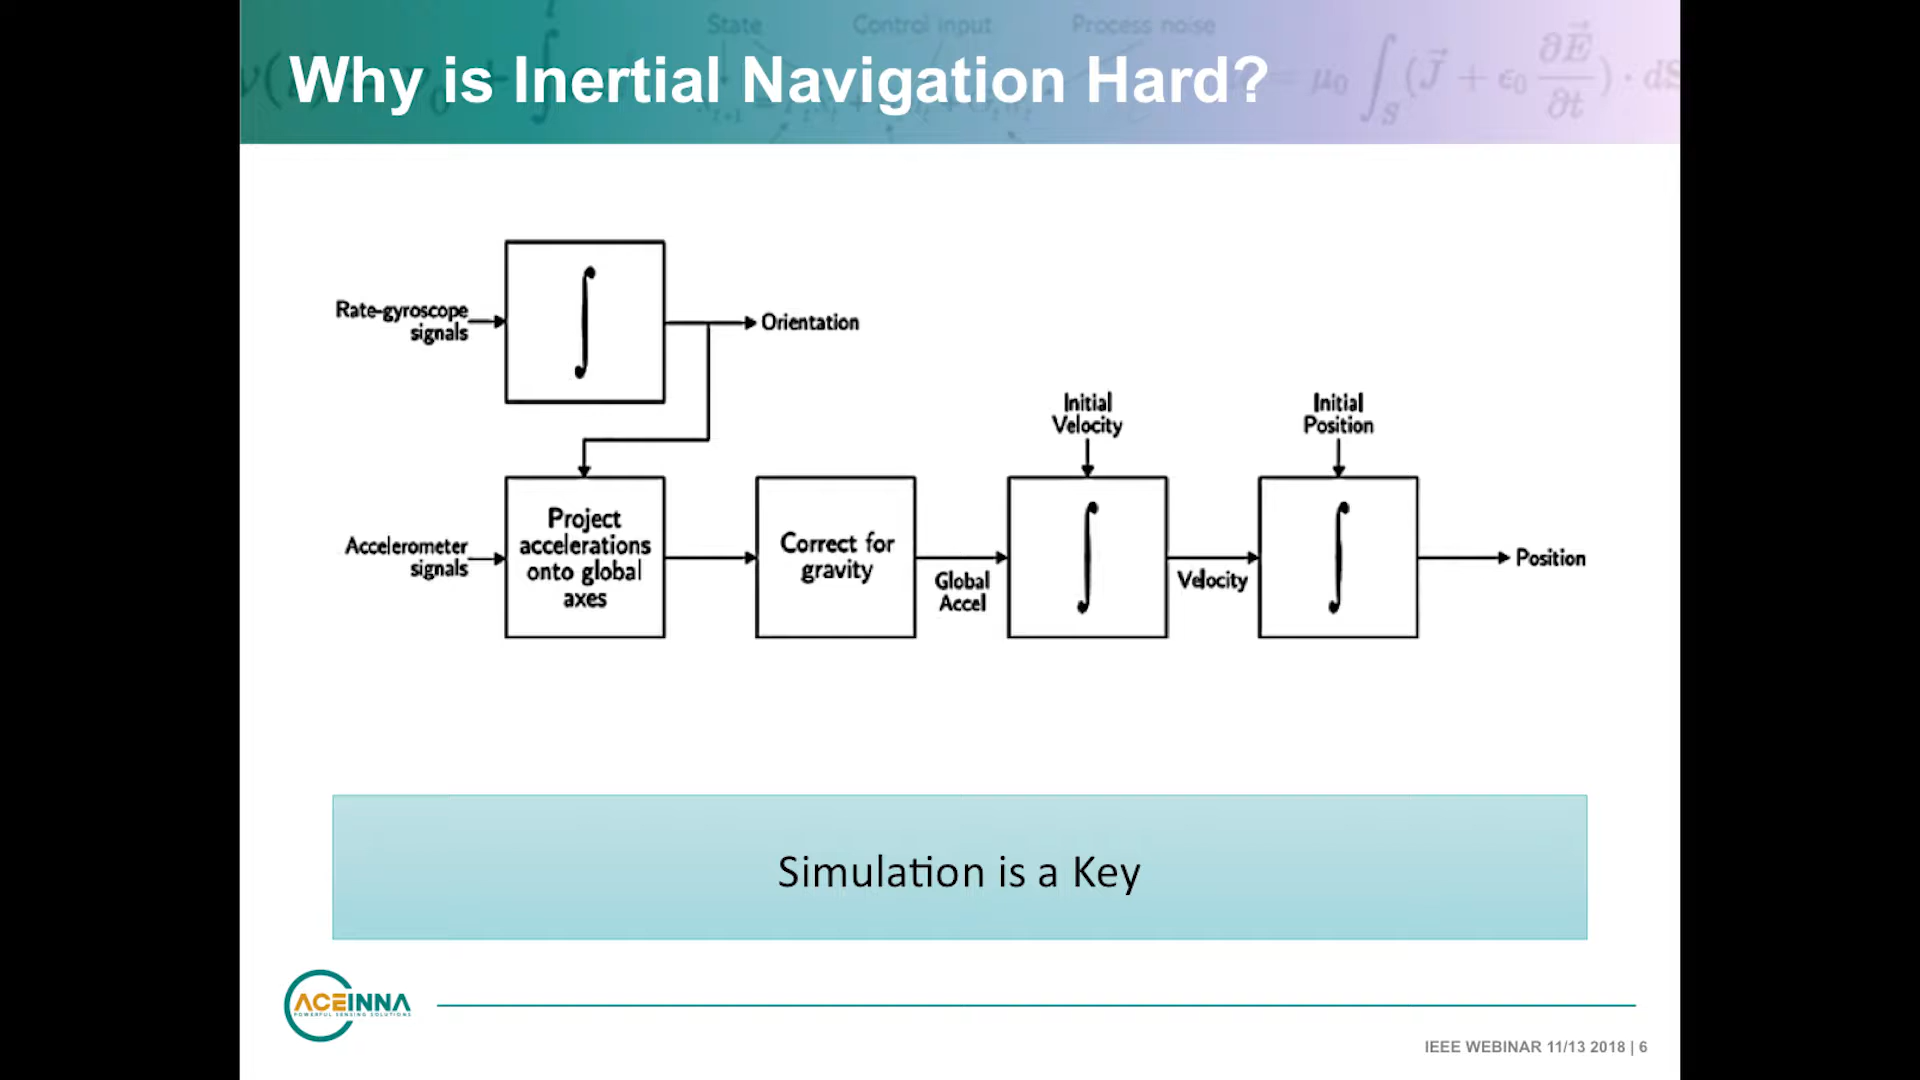 State Control input Process noise
Why is Inertial Navigation Hard?
Rate-gyroscope
signals
∫
Orientation
Initial
Velocity
Initial
Position
Accelerometer
signals
Project
accelerations
onto global
axes
Correct for
gravity
Global
Accel
∫
Velocity
∫
Position
Simulation is a Key
ACEINNA
POWERFUL SENSING SOLUTIONS
IEEE WEBINAR 11/13 2018 | 6